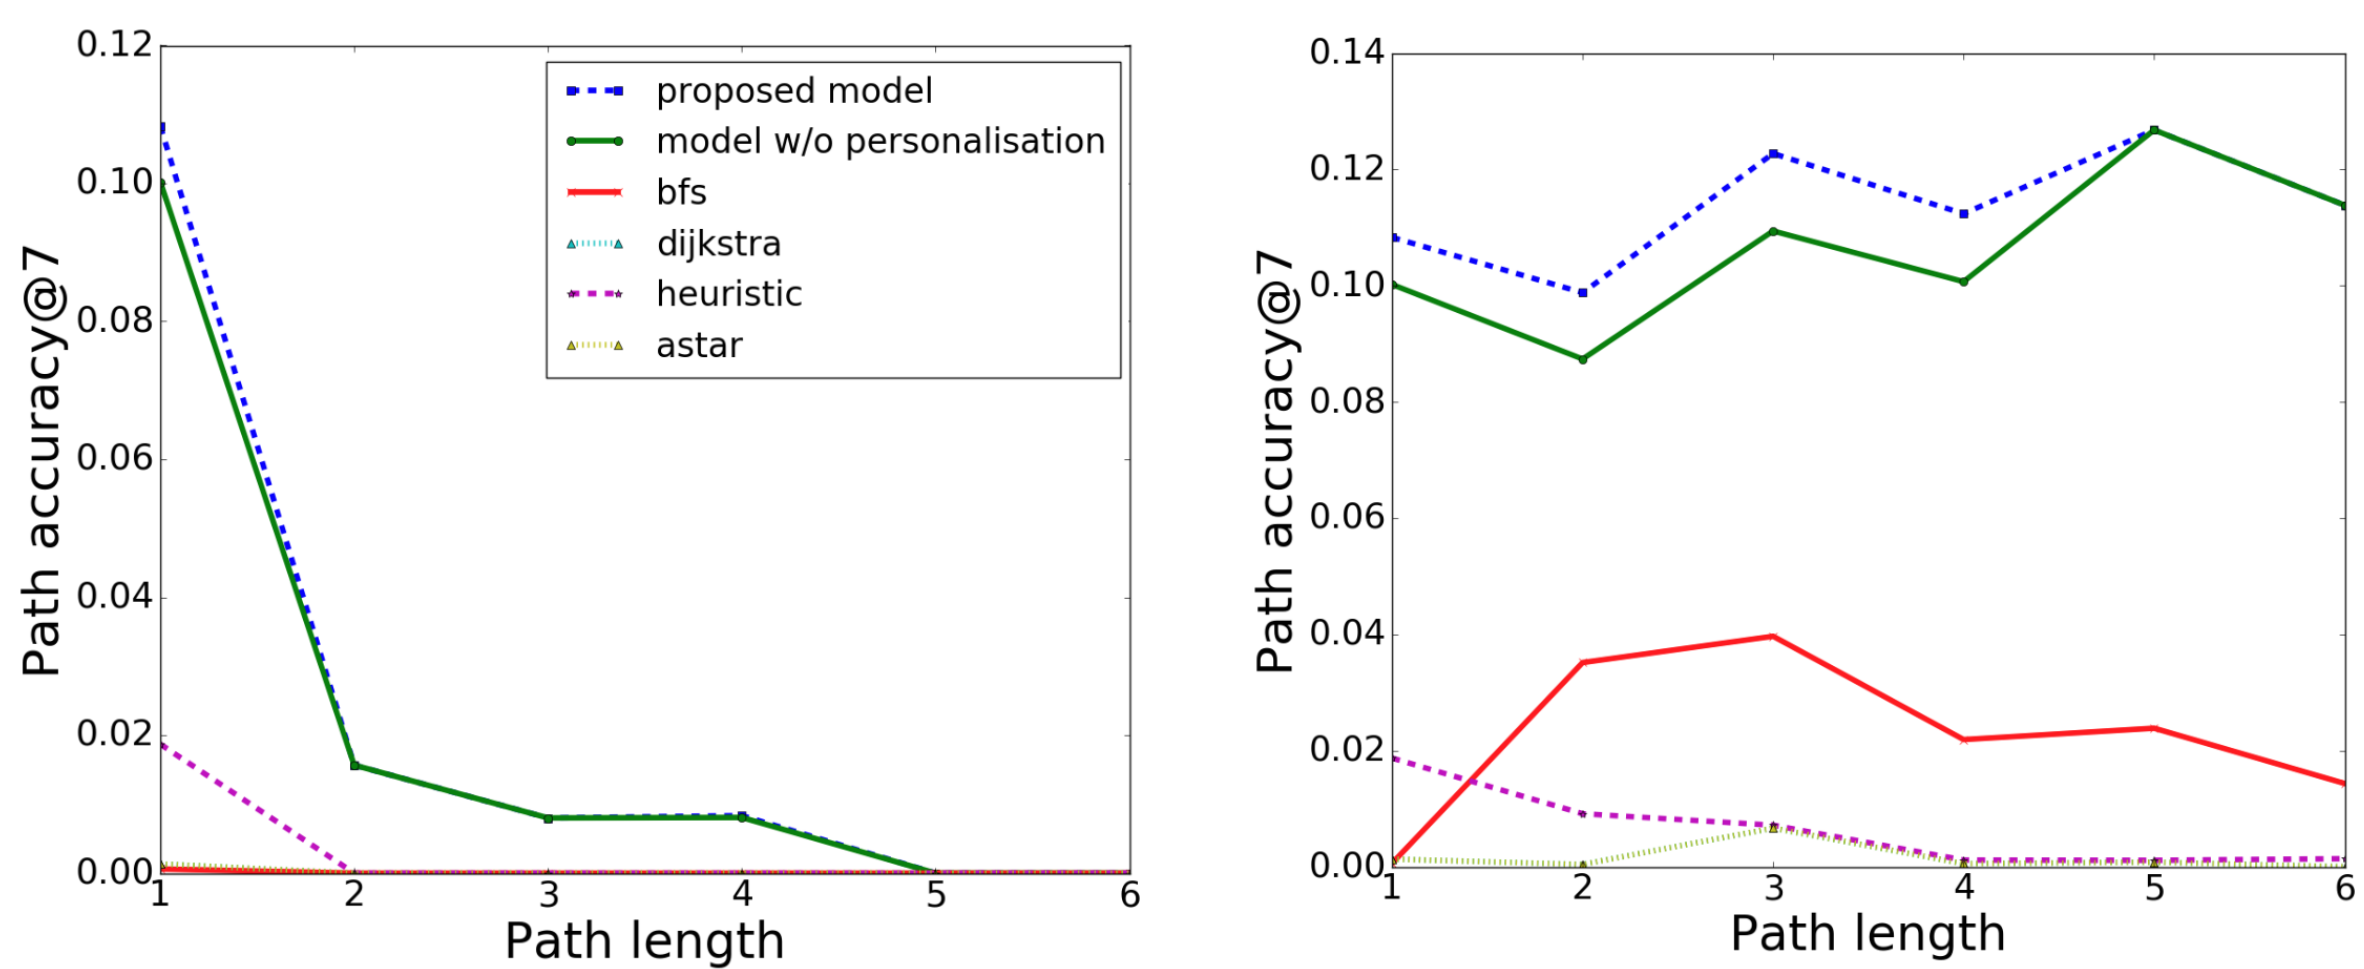 0.12
0.10
0.08
0.06
0.04
0.02
0.00
Path accuracy@7
1 2 3 4 5 6
Path length
proposed model
model w/o personalisation
bfs
dijkstra
heuristic
astar
0.14
0.12
0.10
0.08
0.06
0.04
0.02
0.00
Path accuracy@7
1 2 3 4 5 6
Path length